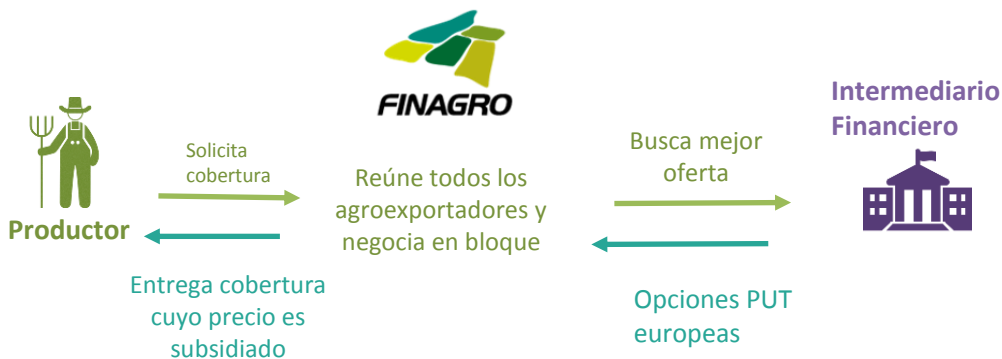 FINAGRO
Intermediario
Financiero
Solicita
cobertura
Busca mejor
oferta
Reúne todos los
agroexportadores y
negocia en bloque
Productor
Entrega cobertura
cuyo precio es
subsidiado
Opciones PUT
europeas